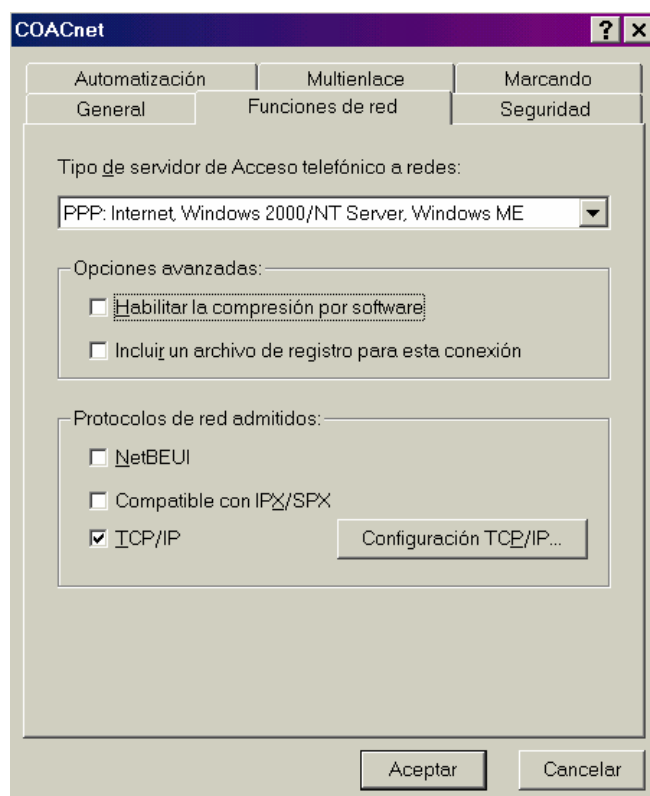 COACnet
Automatización Multienlace Marcando
General Funciones de red Seguridad
Tipo de servidor de Acceso telefónico a redes:
PPP: Internet, Windows 2000/NT Server, Windows ME
Opciones avanzadas:
Habilitar la compresión por software
Incluir un archivo de registro para esta conexión
Protocolos de red admitidos:
NetBEUI
Compatible con IPX/SPX
TCP/IP Configuración TCP/IP...
Aceptar Cancelar